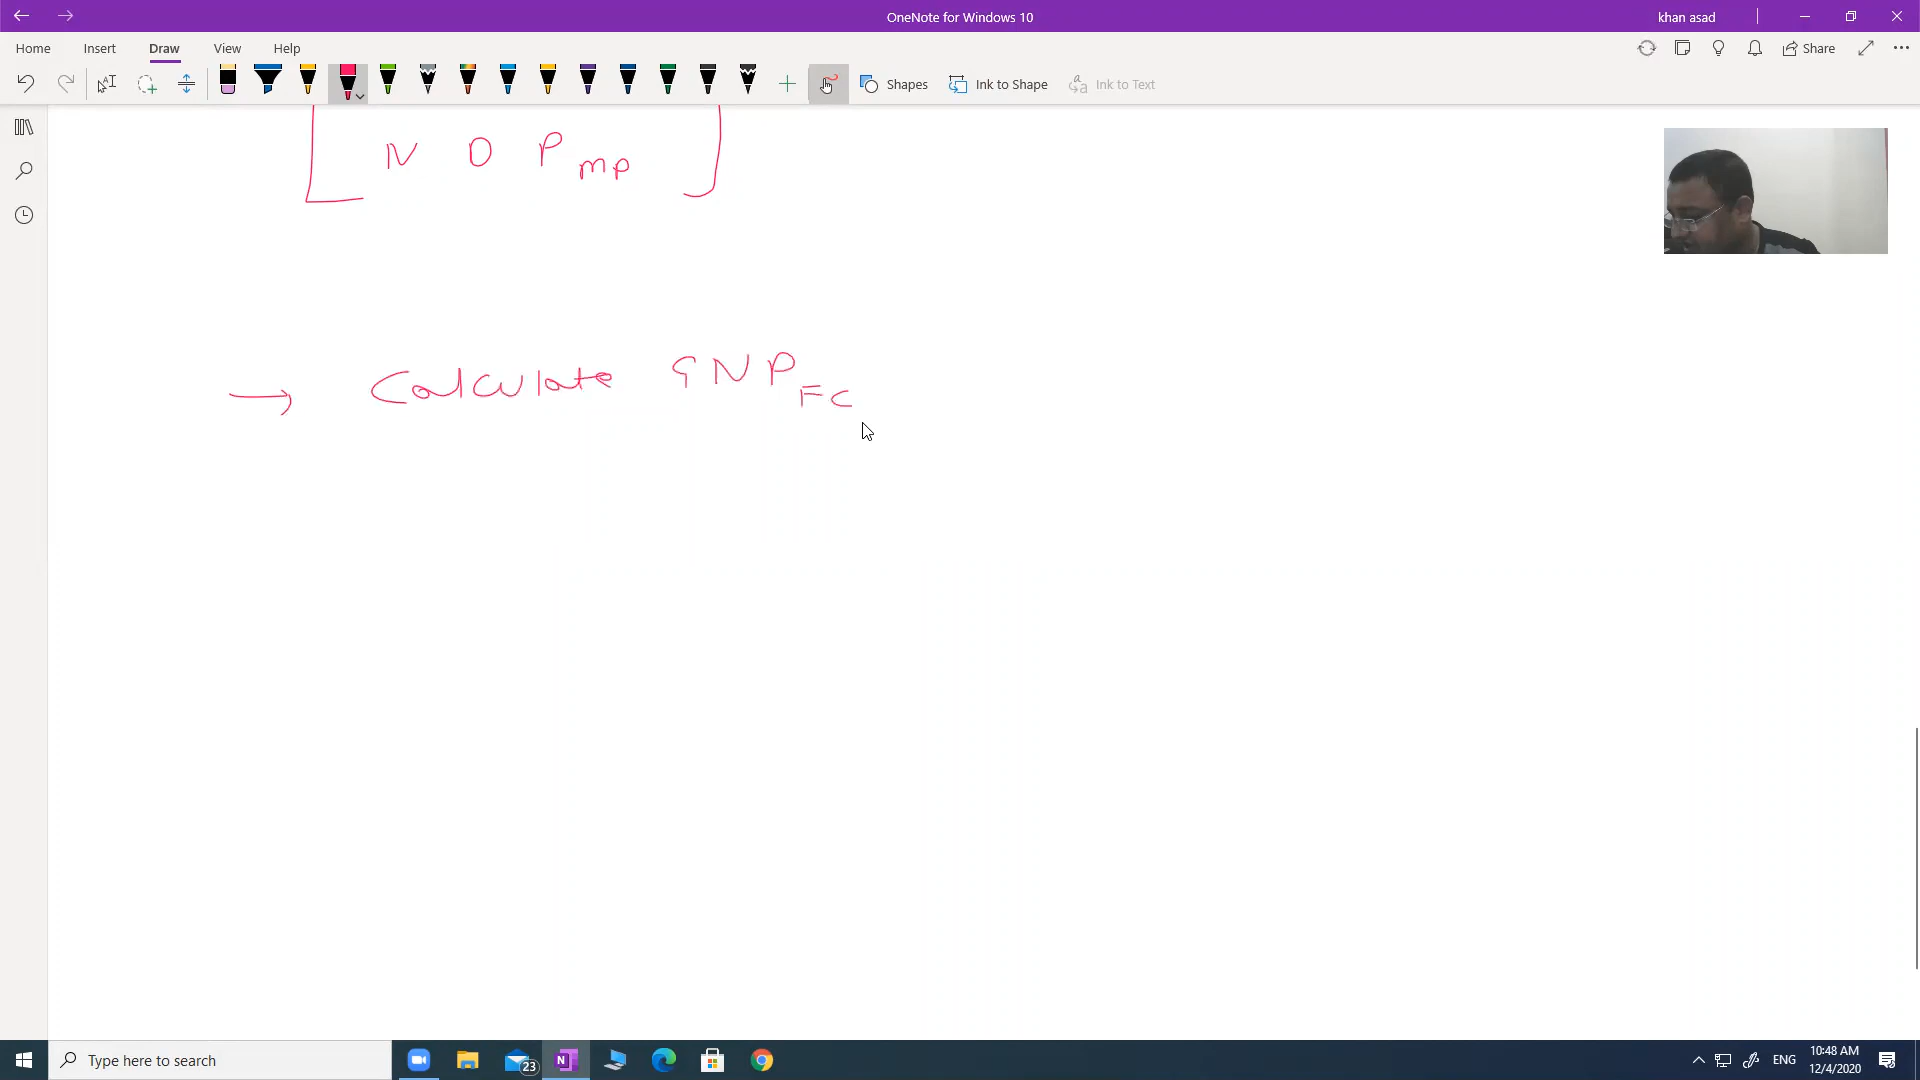 OneNote for Windows 10
khan asad
Home Insert Draw View Help
Share
Shapes
Ink to Shape
Ink to Text
N D P mp
→ Calculate GNP FC
Type here to search
23
ENG
10:48 AM
12/4/2020